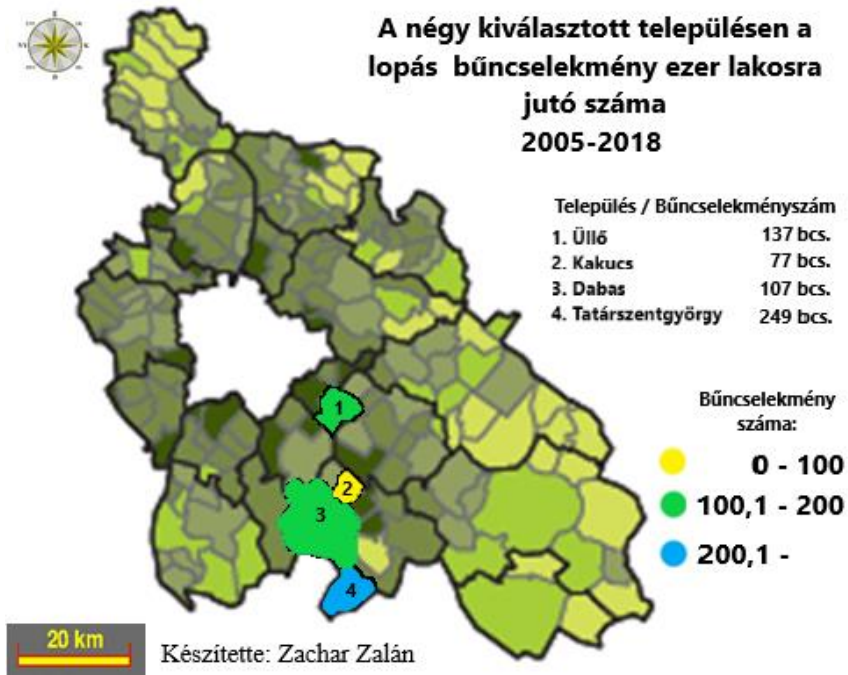 A négy kiválasztott településen a
lopás bűncselekmény ezer lakosra
jutó száma
2005-2018
Település / Bűncselekményszám
1. Üllő 137 bcs.
2. Kakucs 77 bcs.
3. Dabas 107 bcs.
4. Tatárszentgyörgy 249 bcs.
1
2
3
4
Bűncselekmény
száma:
0 - 100
100,1 - 200
200,1 -
20 km
Készítette: Zachar Zalán